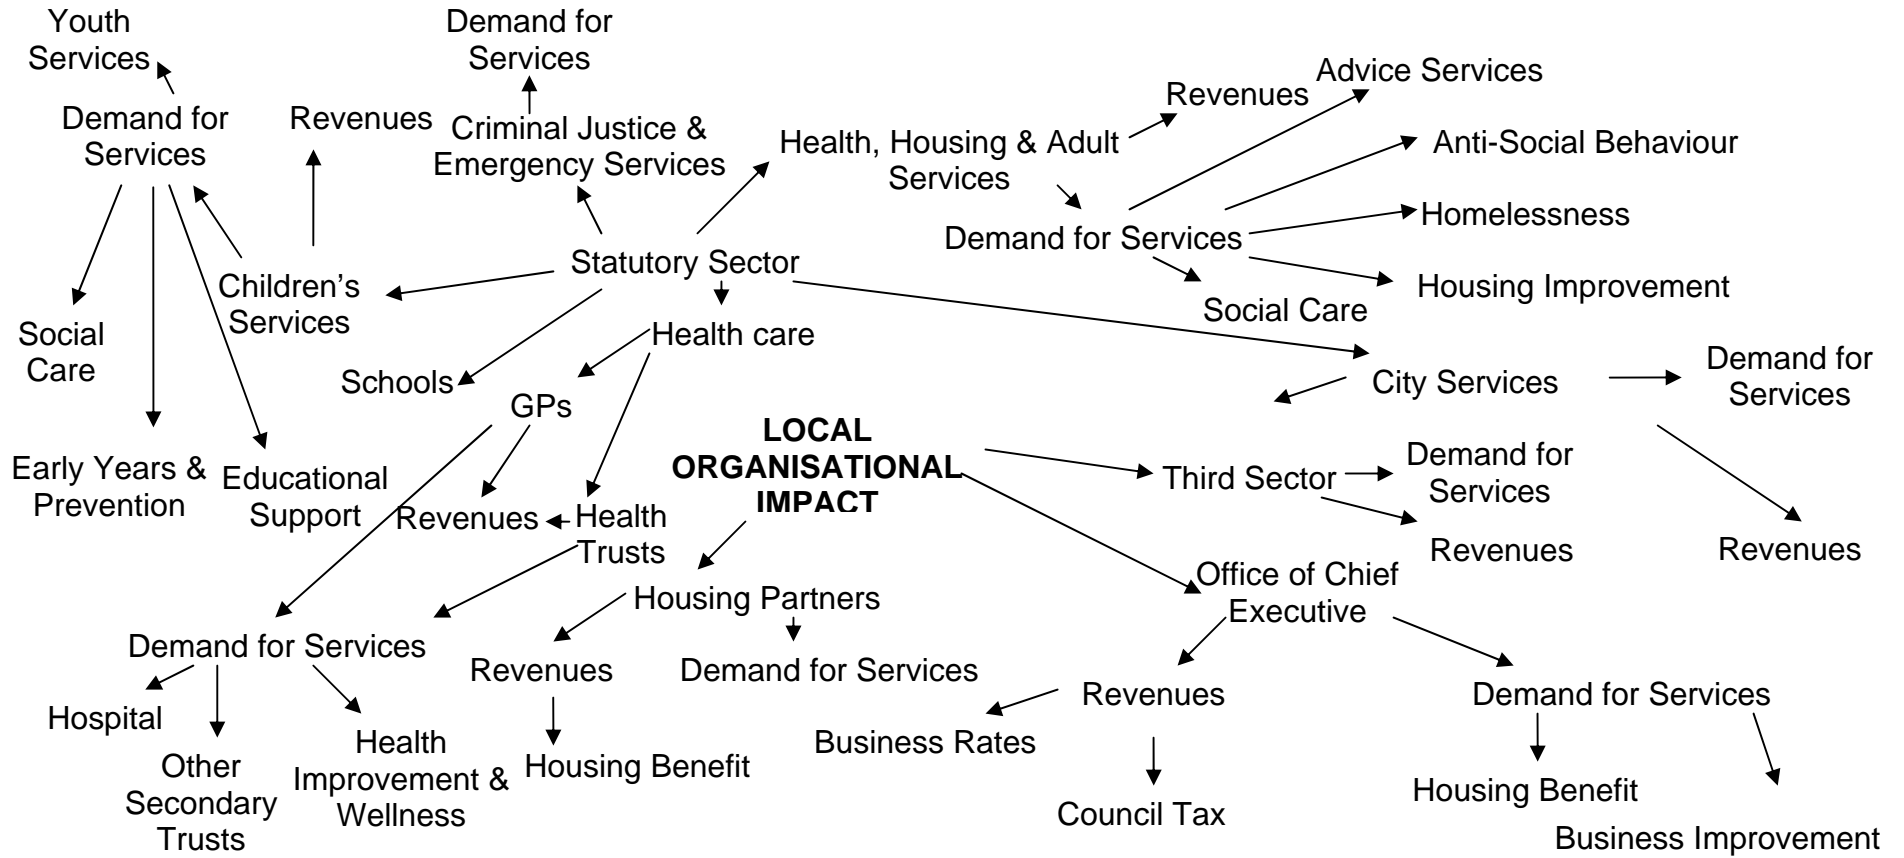 Youth
Services
Demand for
Services
Advice Services
Revenues
Demand for
Services
Revenues
Criminal Justice &
Emergency Services
Health, Housing & Adult
Services
Anti-Social Behaviour
Homelessness
Demand for Services
Statutory Sector
Children's
Services
Housing Improvement
Social Care
Social
Care
Health care
Schools
City Services
Demand for
Services
GPs
LOCAL
ORGANISATIONAL
IMPACT
Early Years &
Prevention
Educational
Support
Third Sector
Demand for
Services
Revenues
Health
Trusts
Revenues
Revenues
Housing Partners
Office of Chief
Executive
Demand for Services
Revenues
Demand for Services
Revenues
Demand for Services
Hospital
Other
Secondary
Trusts
Health
Improvement &
Wellness
Housing Benefit
Business Rates
Council Tax
Housing Benefit
Business Improvement